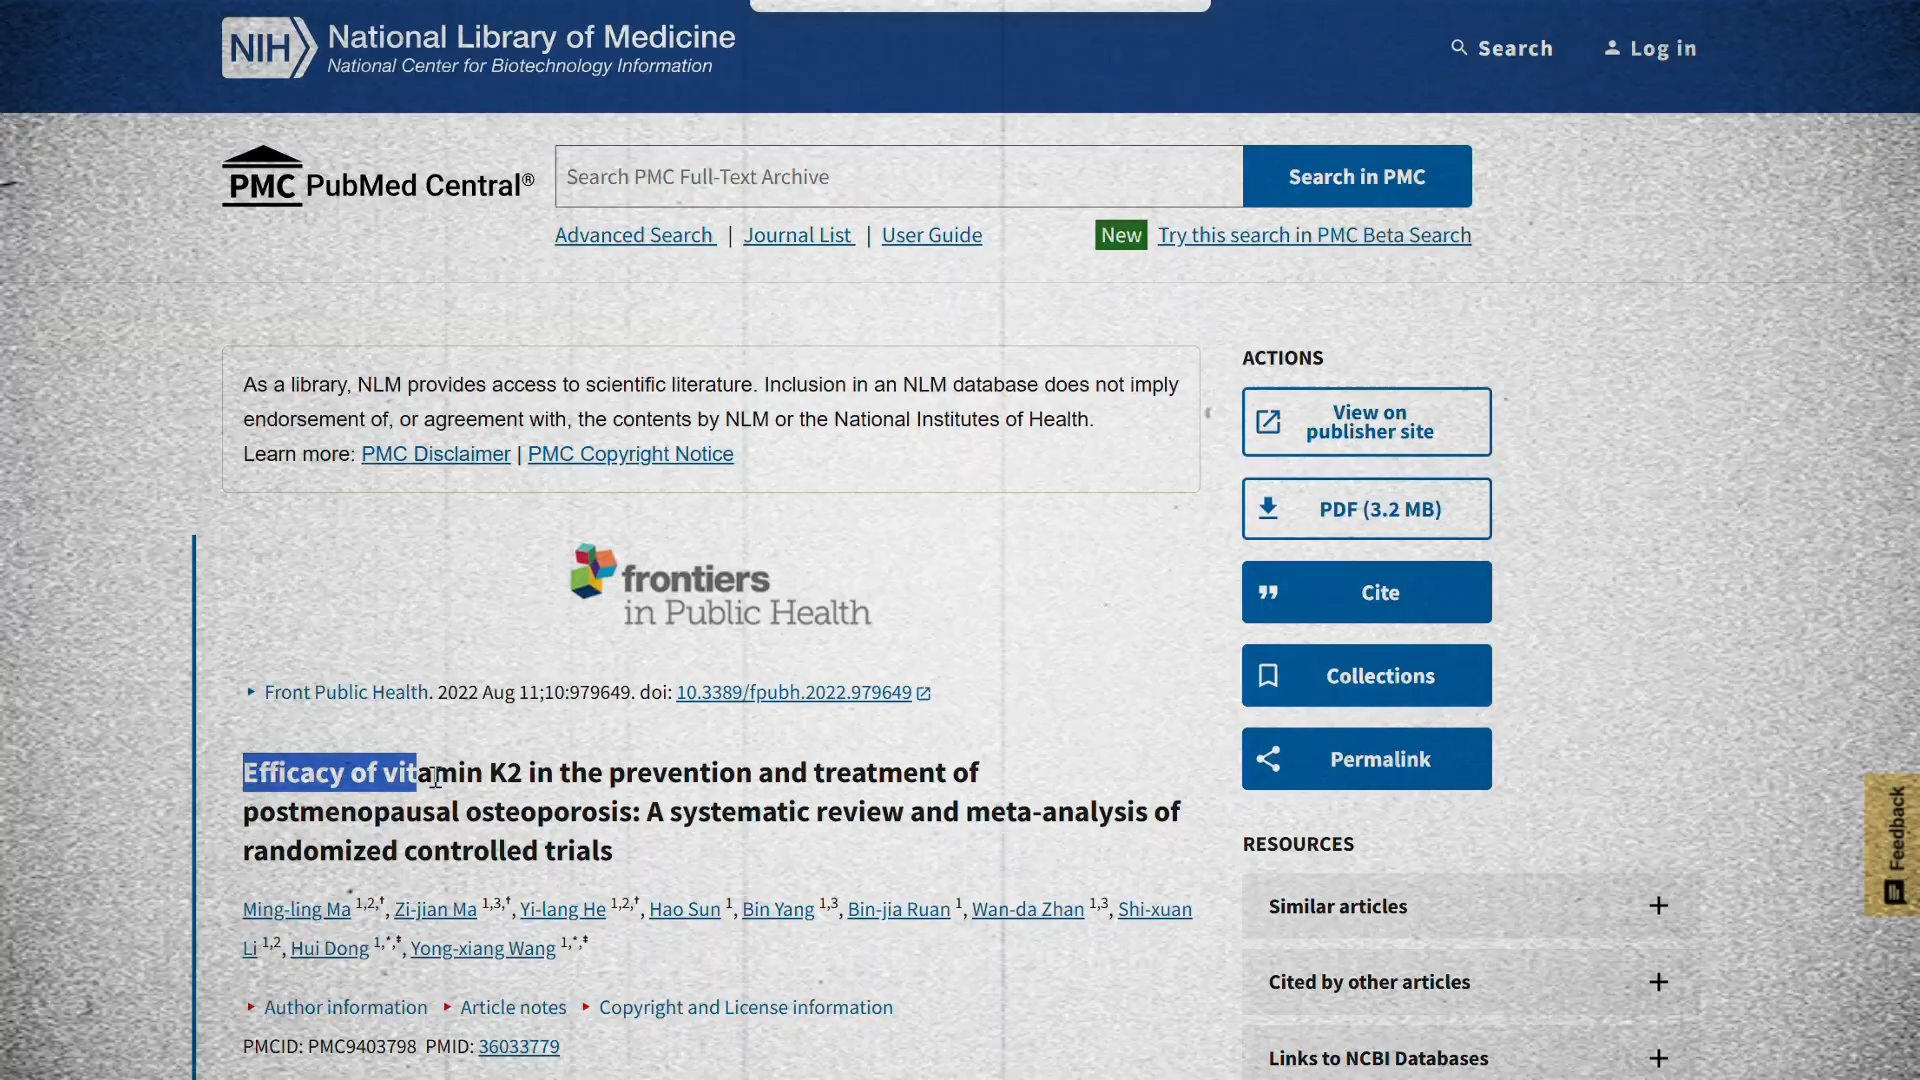 NIH National Library of Medicine
National Center for Biotechnology Information
Search
Log in
PMC PubMed Central®
Search PMC Full-Text Archive
Search in PMC
Advanced Search | Journal List | User Guide
New Try this search in PMC Beta Search
As a library, NLM provides access to scientific literature. Inclusion in an NLM database does not imply
endorsement of, or agreement with, the contents by NLM or the National Institutes of Health.
Learn more: PMC Disclaimer | PMC Copyright Notice
frontiers
in Public Health
Front Public Health. 2022 Aug 11;10:979649. doi: 10.3389/fpubh.2022.979649
Efficacy of vitamin K2 in the prevention and treatment of
postmenopausal osteoporosis: A systematic review and meta-analysis of
randomized controlled trials
Ming-ling Ma 1,2,†, Zi-jian Ma 1,3,†, Yi-lang He 1,2,†, Hao Sun 1, Bin Yang 1,3, Bin-jia Ruan 1, Wan-da Zhan 1,3, Shi-xuan
Li 1,2, Hui Dong 1,*,‡, Yong-xiang Wang 1,*,‡
Author information Article notes Copyright and License information
PMCID: PMC9403798 PMID: 36033779
ACTIONS
View on
publisher site
PDF (3.2 MB)
Cite
Collections
Permalink
RESOURCES
Similar articles
Cited by other articles
Links to NCBI Databases
Feedback